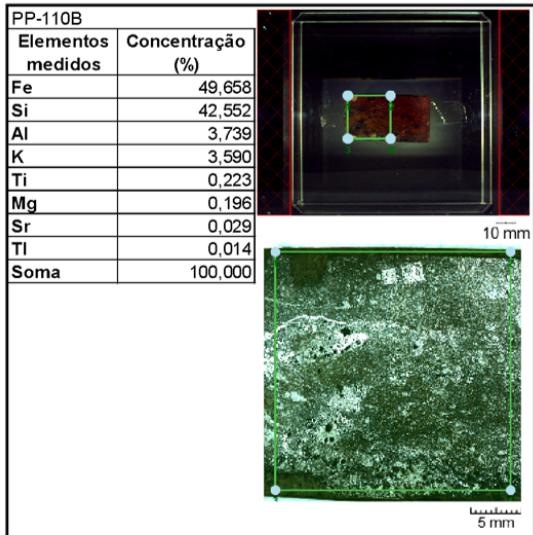 PP-110B
Elementos medidos Concentração (%)
Fe 49,658
Si 42,552
Al 3,739
K 3,590
Ti 0,223
Mg 0,196
Sr 0,029
Tl 0,014
Soma 100,000
10 mm
5 mm